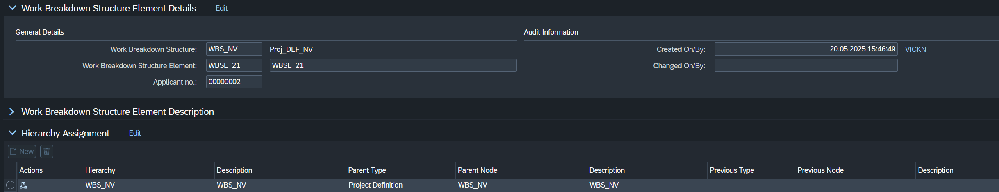 Work Breakdown Structure Element Details Edit
General Details
Work Breakdown Structure: WBS_NV Proj_DEF_NV
Work Breakdown Structure Element: WBSE_21 WBSE_21
Applicant no.: 00000002
Audit Information
Created On/By: 20.05.2025 15:46:49 VICKN
Changed On/By:
Work Breakdown Structure Element Description
Hierarchy Assignment Edit
New
Actions Hierarchy Description Parent Type Parent Node Description Previous Type Previous Node Description
WBS_NV WBS_NV Project Definition WBS_NV WBS_NV